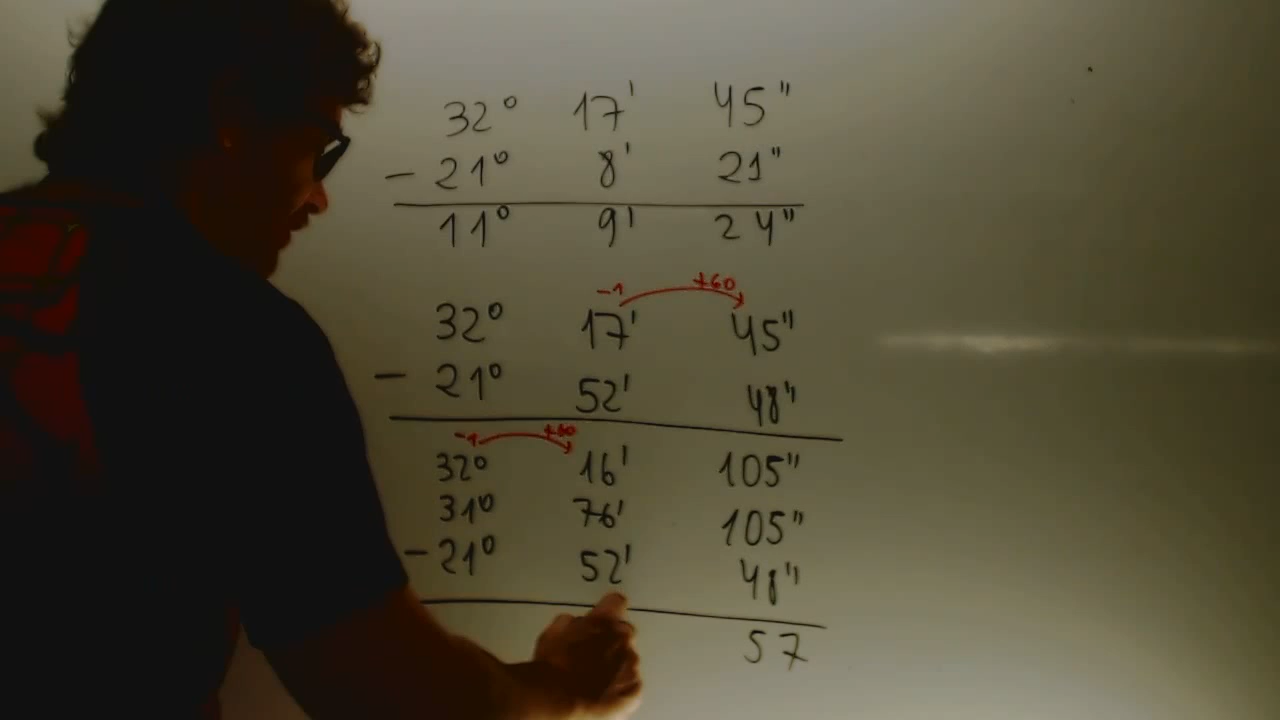 32° 17' 45"
- 21° 8' 21"
11° 9' 24"
-1 +60
32° 17' 45"
- 21° 52' 48"
-1 +60
32° 16' 105"
31° 76' 105"
- 21° 52' 48"
57